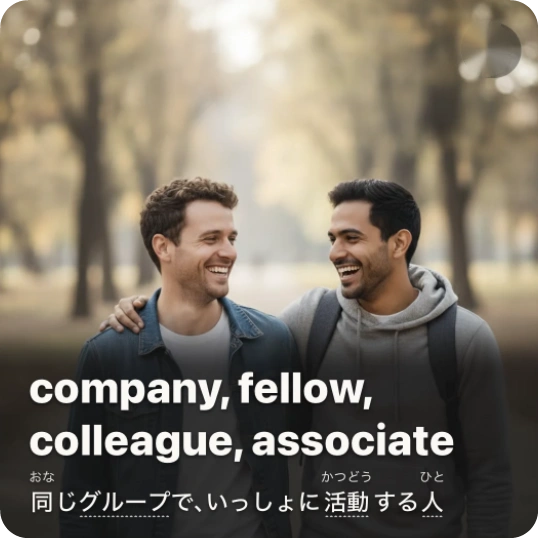 company, fellow,
colleague, associate
おな かつどう ひと
同じグループで、いっしょに活動する人